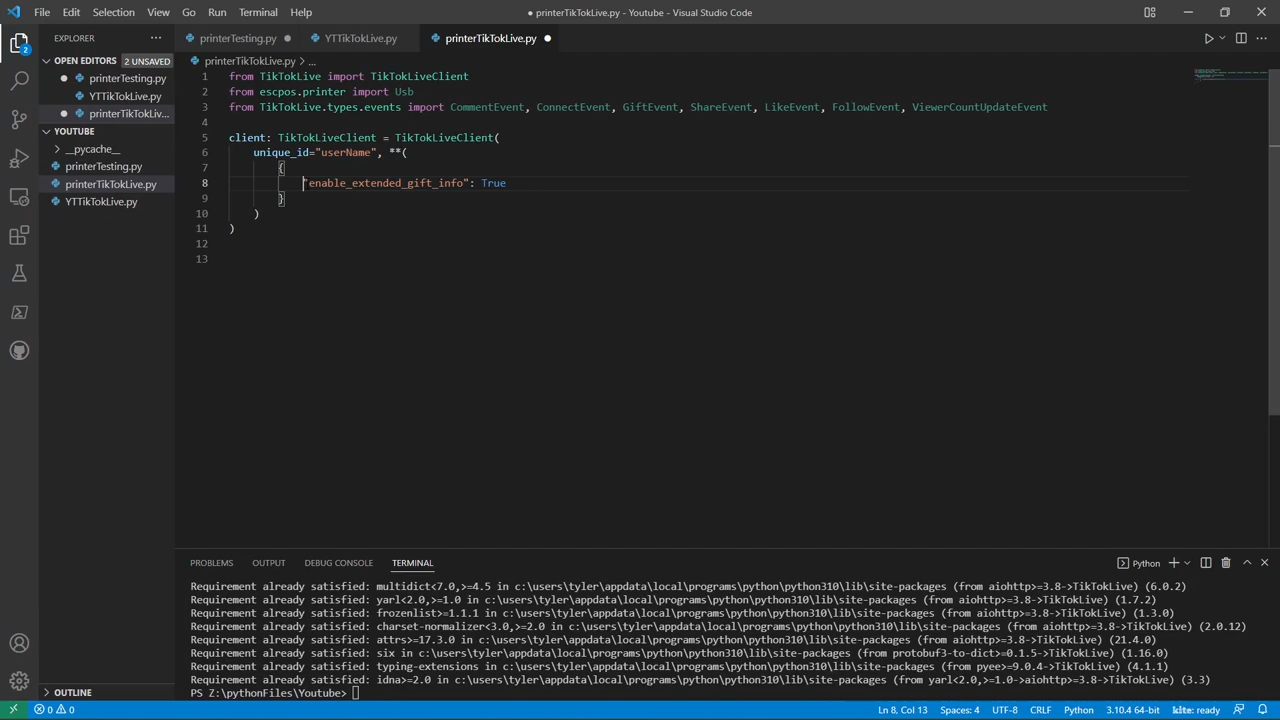 File Edit Selection View Go Run Terminal Help
● printerTikTokLive.py - Youtube - Visual Studio Code
EXPLORER ···
printerTesting.py ● YTTikTokLive.py printerTikTokLive.py ●
OPEN EDITORS 2 UNSAVED
printerTesting.py
YTTikTokLive.py
printerTikTokLiv...
YOUTUBE
__pycache__
printerTesting.py
printerTikTokLive.py
YTTikTokLive.py
OUTLINE
2
printerTikTokLive.py > ...
1 from TikTokLive import TikTokLiveClient
2 from escpos.printer import Usb
3 from TikTokLive.types.events import CommentEvent, ConnectEvent, GiftEvent, ShareEvent, LikeEvent, FollowEvent, ViewerCountUpdateEvent
4
5 client: TikTokLiveClient = TikTokLiveClient(
6 unique_id="userName", **(
7 {
8 "enable_extended_gift_info": True
9 }
10 )
11 )
12
13
PROBLEMS OUTPUT DEBUG CONSOLE TERMINAL
Python
Requirement already satisfied: multidict<7.0,>=4.5 in c:\users\tyler\appdata\local\programs\python\python310\lib\site-packages (from aiohttp>=3.8->TikTokLive) (6.0.2)
Requirement already satisfied: yarl<2.0,>=1.0 in c:\users\tyler\appdata\local\programs\python\python310\lib\site-packages (from aiohttp>=3.8->TikTokLive) (1.7.2)
Requirement already satisfied: frozenlist>=1.1.1 in c:\users\tyler\appdata\local\programs\python\python310\lib\site-packages (from aiohttp>=3.8->TikTokLive) (1.3.0)
Requirement already satisfied: charset-normalizer<3.0,>=2.0 in c:\users\tyler\appdata\local\programs\python\python310\lib\site-packages (from aiohttp>=3.8->TikTokLive) (2.0.12)
Requirement already satisfied: attrs>=17.3.0 in c:\users\tyler\appdata\local\programs\python\python310\lib\site-packages (from aiohttp>=3.8->TikTokLive) (21.4.0)
Requirement already satisfied: six in c:\users\tyler\appdata\local\programs\python\python310\lib\site-packages (from protobuf3-to-dict>=0.1.5->TikTokLive) (1.16.0)
Requirement already satisfied: typing-extensions in c:\users\tyler\appdata\local\programs\python\python310\lib\site-packages (from pyee>=9.0.4->TikTokLive) (4.1.1)
Requirement already satisfied: idna>=2.0 in c:\users\tyler\appdata\local\programs\python\python310\lib\site-packages (from yarl<2.0,>=1.0->aiohttp>=3.8->TikTokLive) (3.3)
PS Z:\pythonFiles\Youtube>
0 0 Ln 8, Col 13 Spaces: 4 UTF-8 CRLF Python 3.10.4 64-bit kite: ready